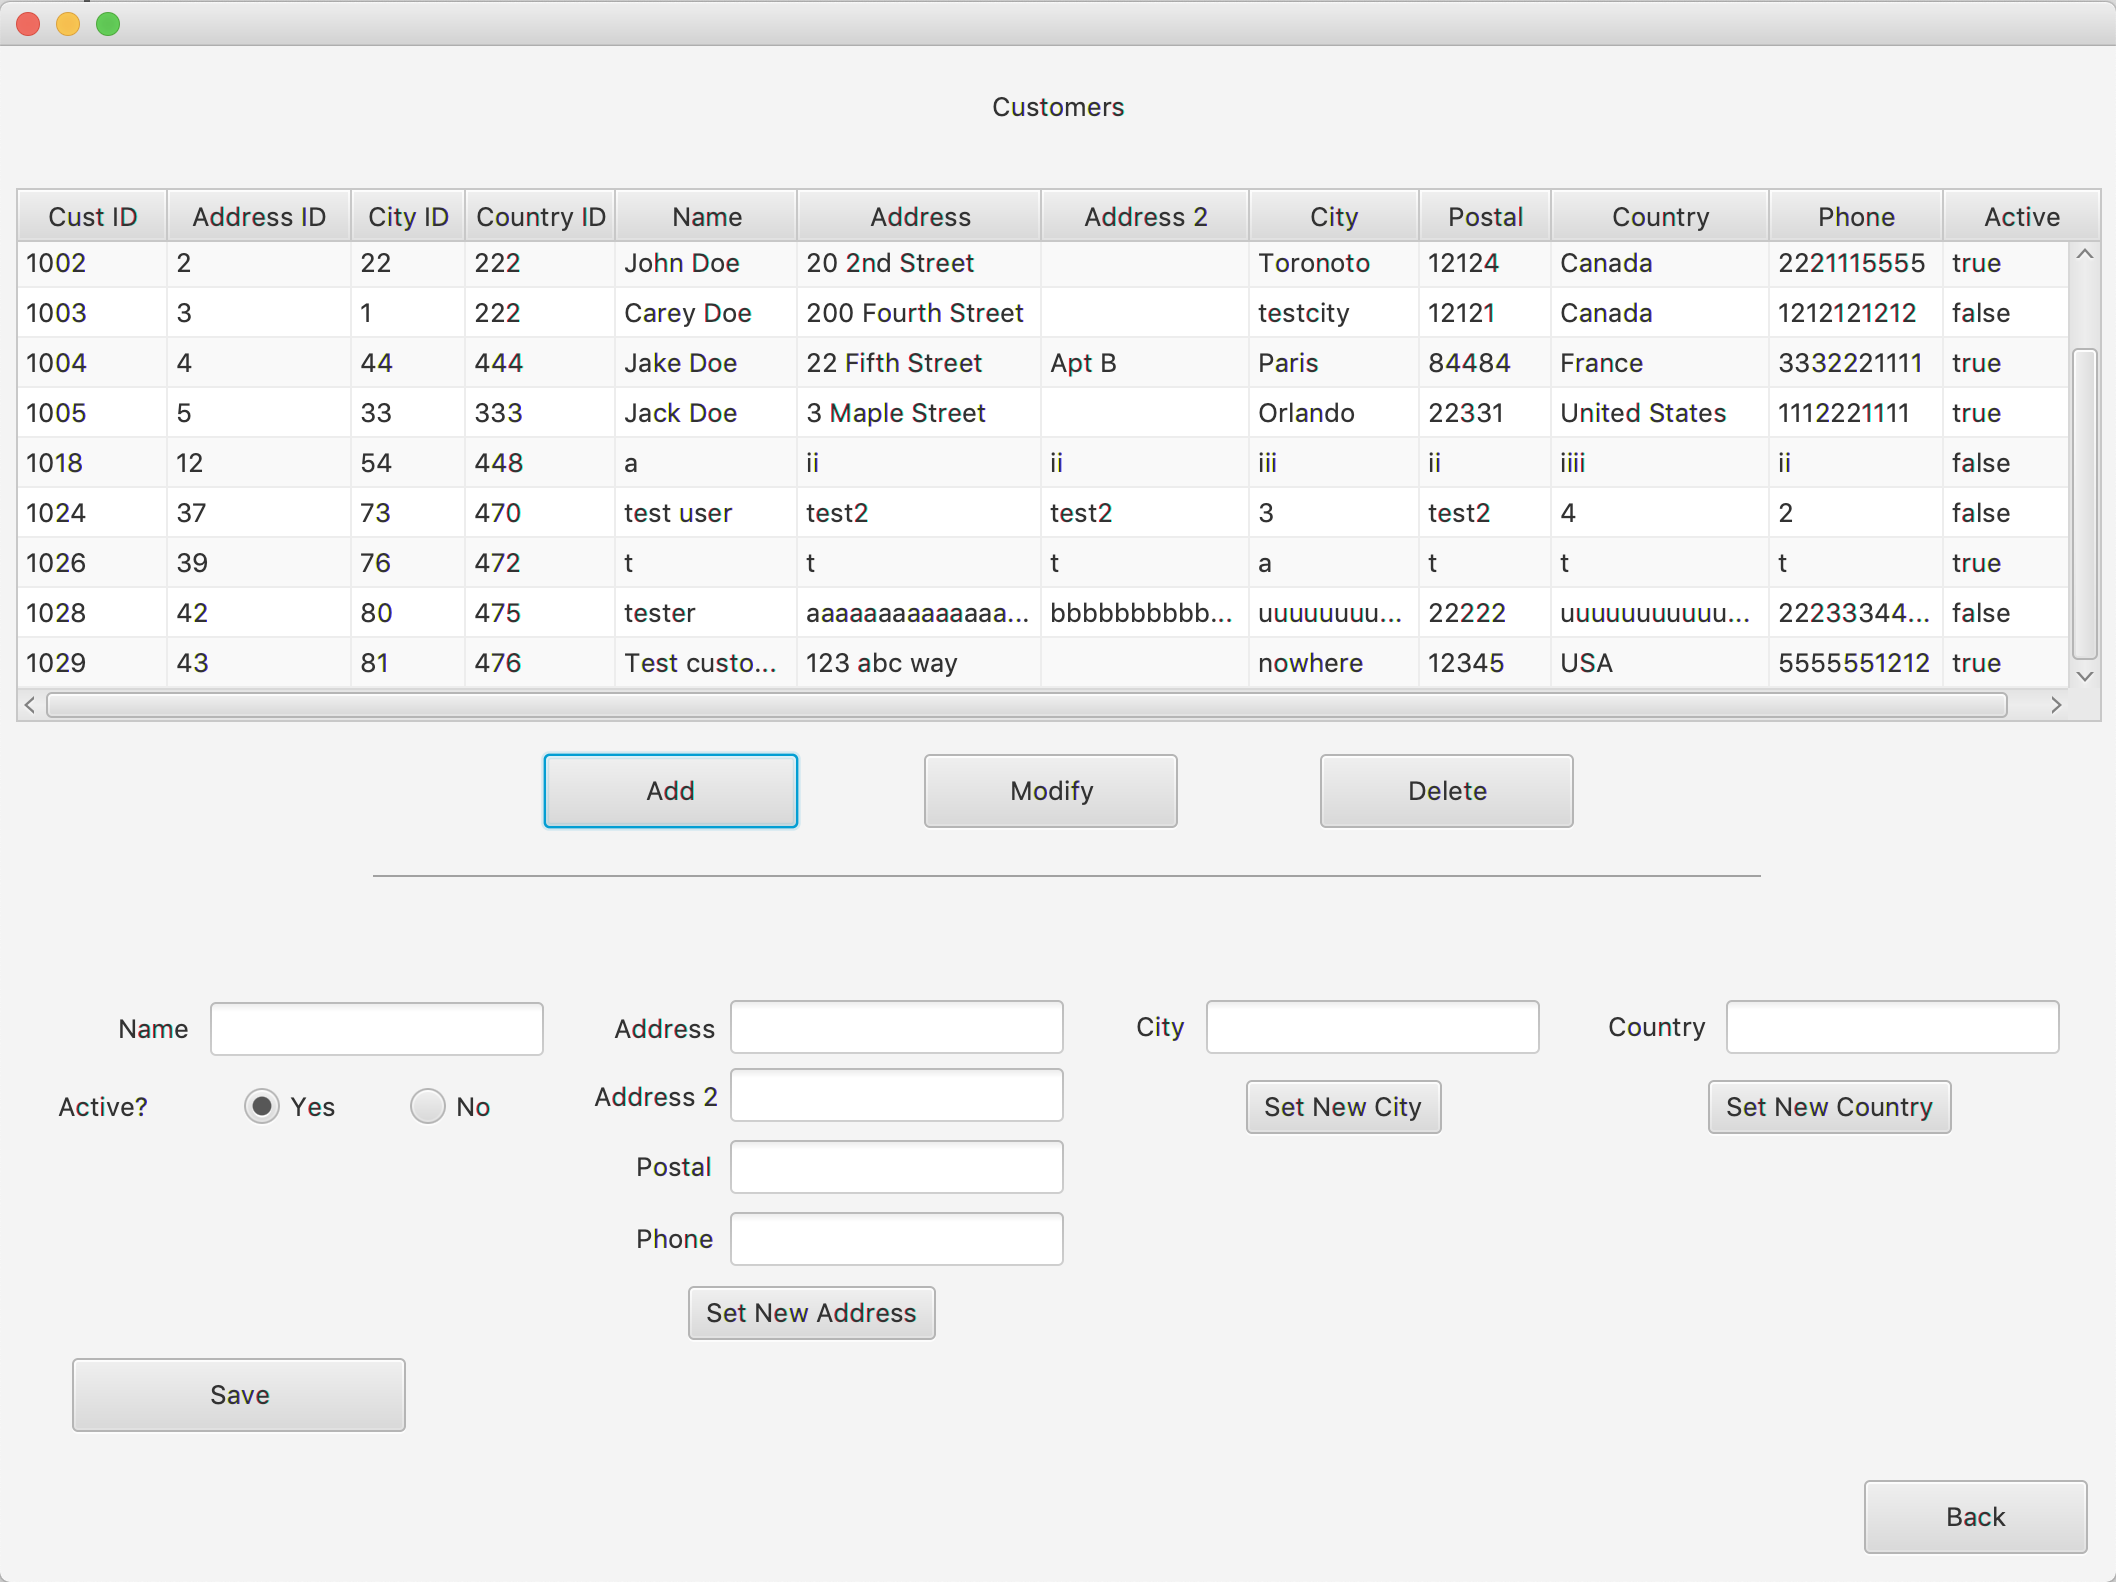 Customers
Cust ID Address ID City ID Country ID Name Address Address 2 City Postal Country Phone Active
1002 2 22 222 John Doe 20 2nd Street Toronoto 12124 Canada 2221115555 true
1003 3 1 222 Carey Doe 200 Fourth Street testcity 12121 Canada 1212121212 false
1004 4 44 444 Jake Doe 22 Fifth Street Apt B Paris 84484 France 3332221111 true
1005 5 33 333 Jack Doe 3 Maple Street Orlando 22331 United States 1112221111 true
1018 12 54 448 a ii ii iii ii iiii ii false
1024 37 73 470 test user test2 test2 3 test2 4 2 false
1026 39 76 472 t t t a t t t true
1028 42 80 475 tester aaaaaaaaaaaaaa... bbbbbbbbbb... uuuuuuuu... 22222 uuuuuuuuuuu... 22233344... false
1029 43 81 476 Test custo... 123 abc way nowhere 12345 USA 5555551212 true
Add Modify Delete
Name Address City Country
Active? Yes No Address 2 Set New City Set New Country
Postal
Phone
Set New Address
Save
Back